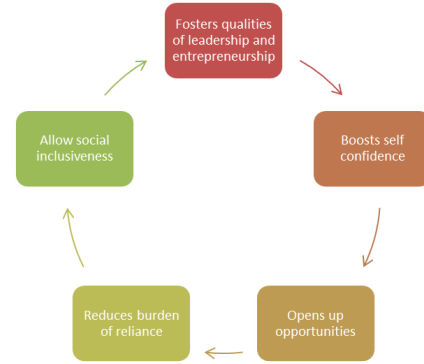 Fosters qualities
of leadership and
entrepreneurship
Boosts self
confidence
Opens up
opportunities
Reduces burden
of reliance
Allow social
inclusiveness